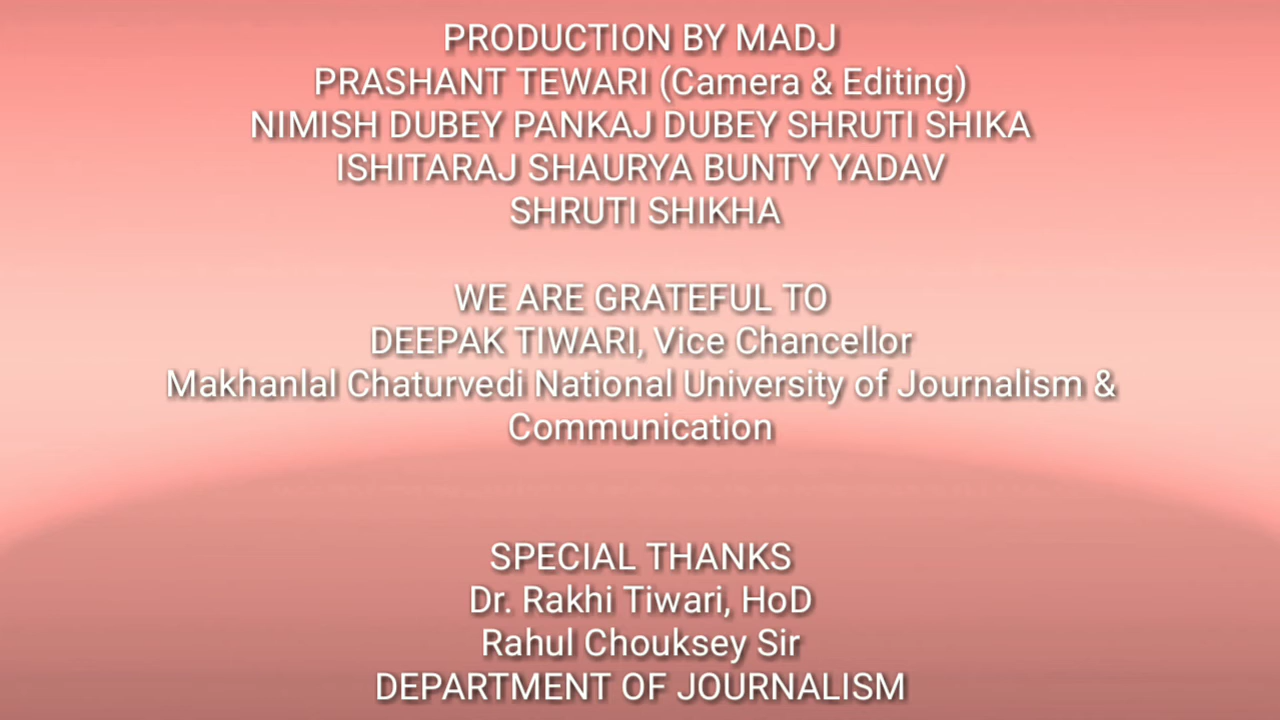 PRODUCTION BY MADJ
PRASHANT TEWARI (Camera & Editing)
NIMISH DUBEY PANKAJ DUBEY SHRUTI SHIKA
ISHITARAJ SHAURYA BUNTY YADAV
SHRUTI SHIKHA
WE ARE GRATEFUL TO
DEEPAK TIWARI, Vice Chancellor
Makhanlal Chaturvedi National University of Journalism &
Communication
SPECIAL THANKS
Dr. Rakhi Tiwari, HoD
Rahul Chouksey Sir
DEPARTMENT OF JOURNALISM